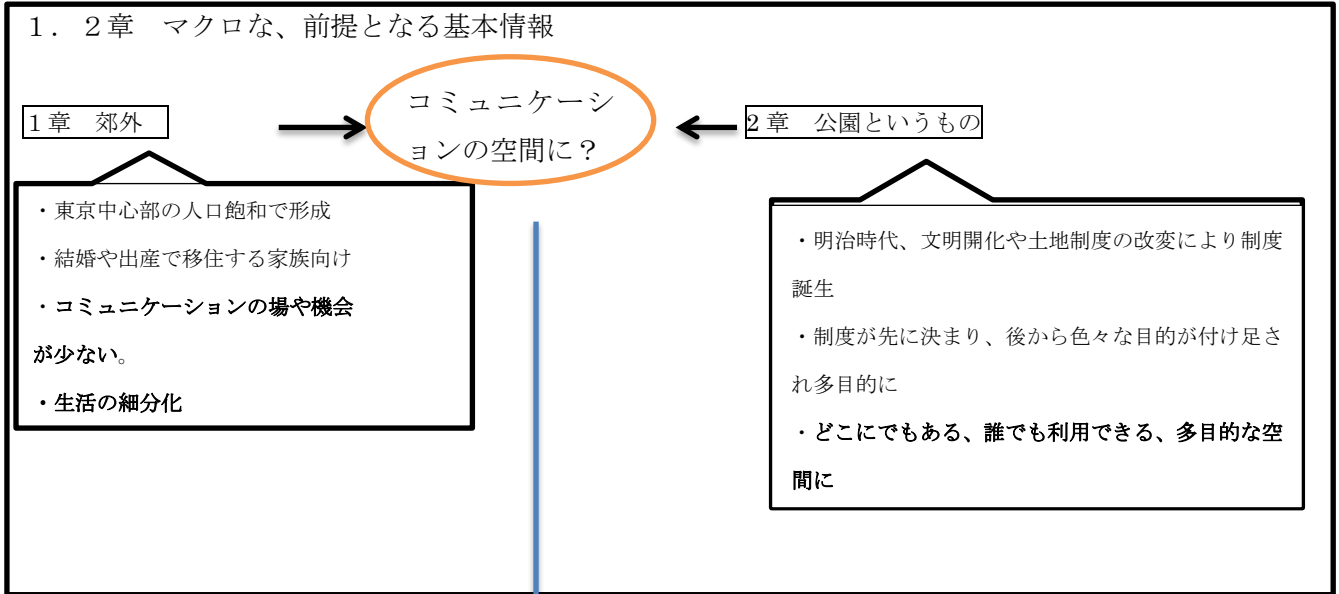 １．２章　マクロな、前提となる基本情報
コミュニケーシ
ョンの空間に？
１章　郊外
２章　公園というもの
・東京中心部の人口飽和で形成
・結婚や出産で移住する家族向け
・コミュニケーションの場や機会
が少ない。
・生活の細分化
・明治時代、文明開化や土地制度の改変により制度
誕生
・制度が先に決まり、後から色々な目的が付け足さ
れ多目的に
・どこにでもある、誰でも利用できる、多目的な空
間に